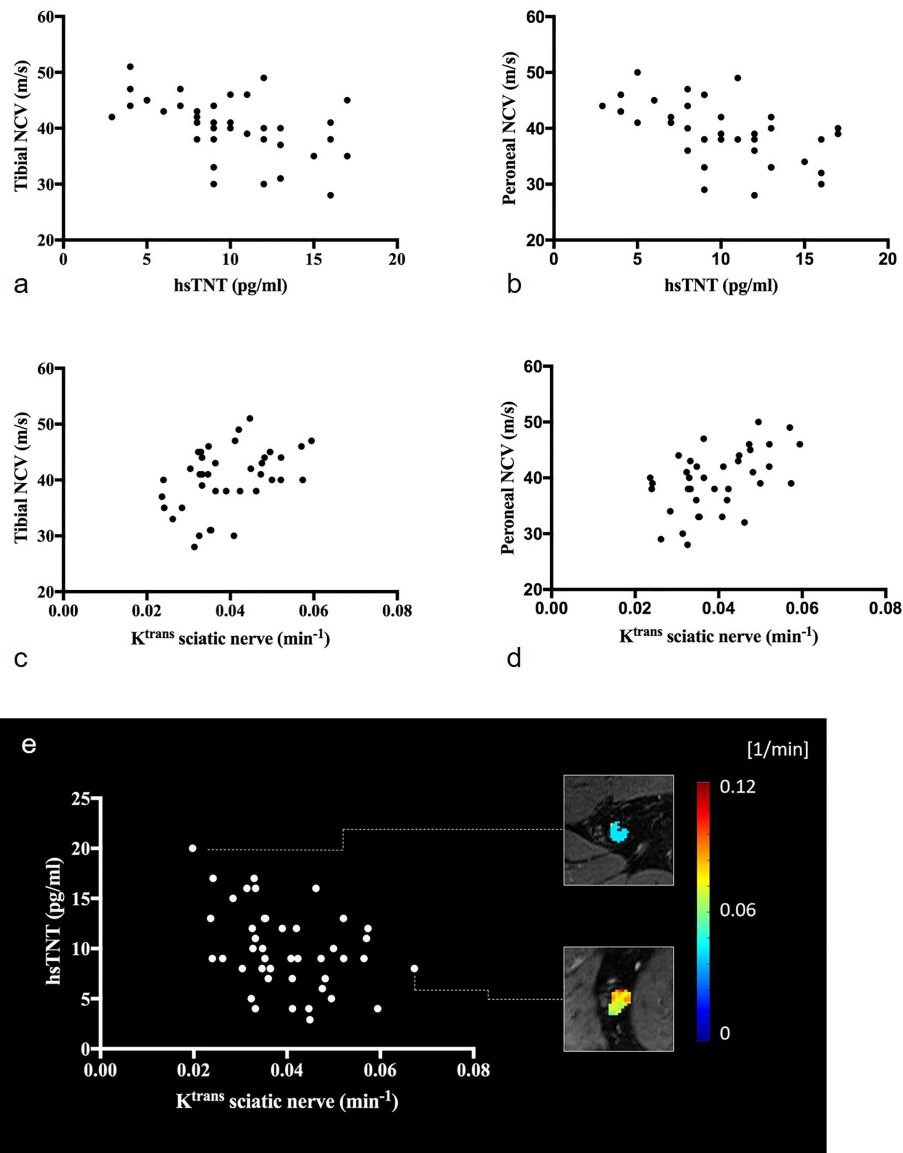 60
50
40
30
20
Tibial NCV (m/s)
0 5 10 15 20
hsTNT (pg/ml)
a
60
50
40
30
20
Peroneal NCV (m/s)
0 5 10 15 20
hsTNT (pg/ml)
b
60
50
40
30
20
Tibial NCV (m/s)
0.00 0.02 0.04 0.06 0.08
K^trans sciatic nerve (min^-1)
c
60
50
40
30
20
Peroneal NCV (m/s)
0.00 0.02 0.04 0.06 0.08
K^trans sciatic nerve (min^-1)
d
e
[1/min]
0.12
0.06
0
25
20
15
10
5
0
hsTNT (pg/ml)
0.00 0.02 0.04 0.06 0.08
K^trans sciatic nerve (min^-1)